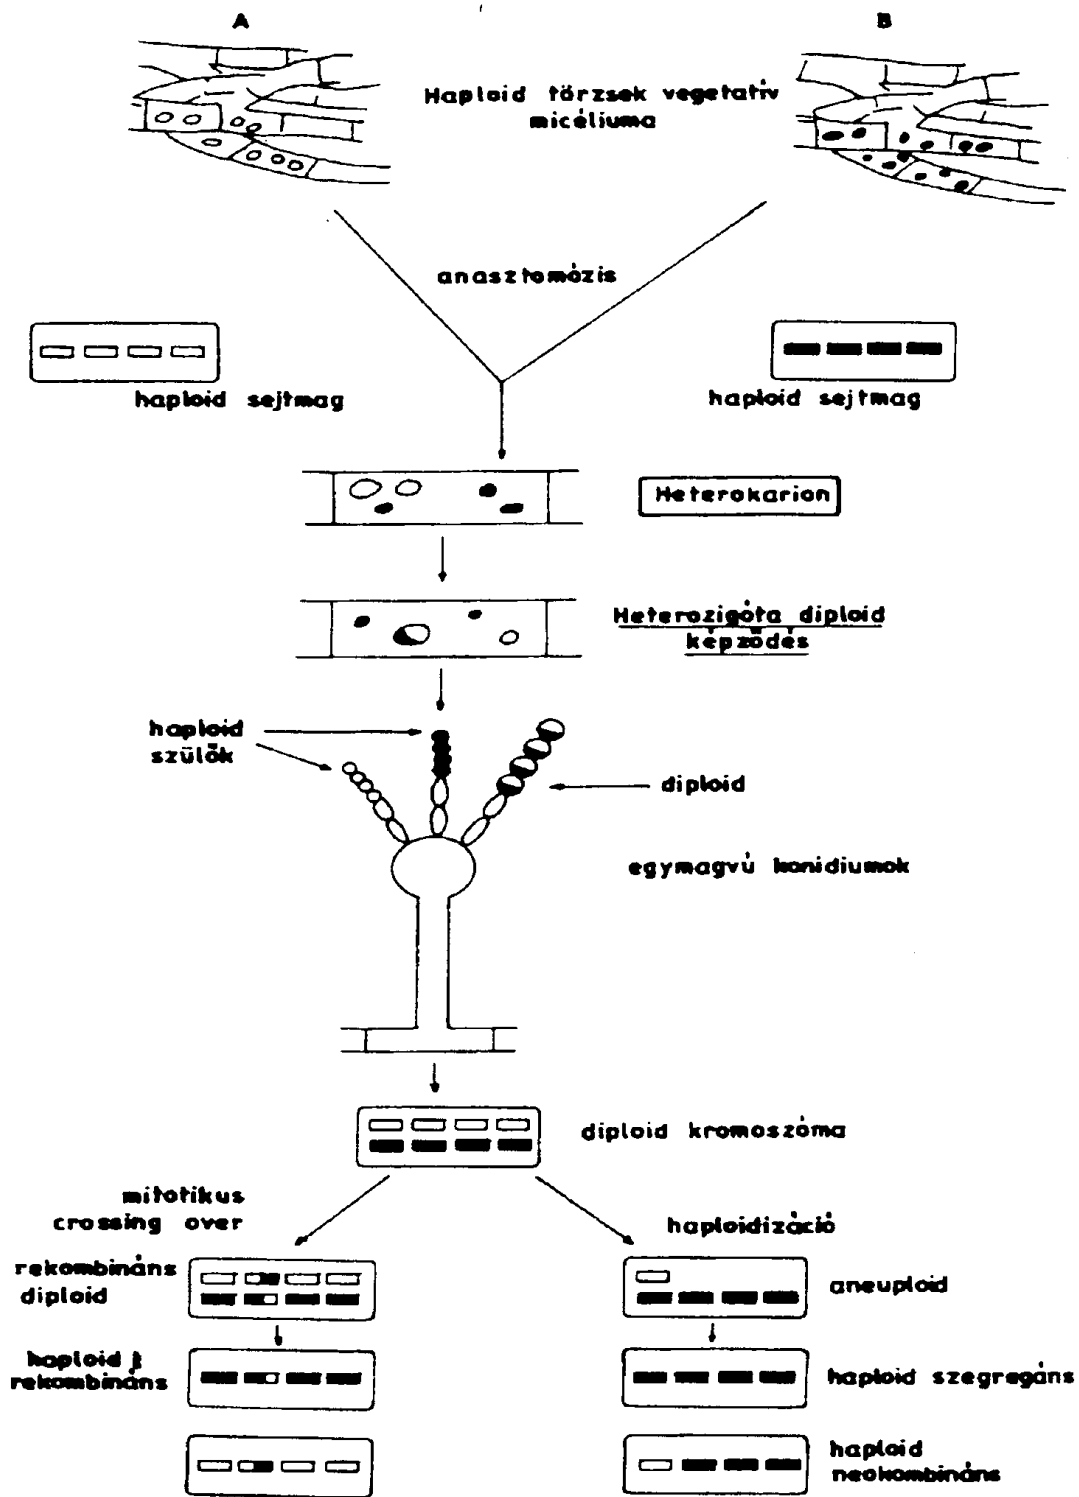 A
B
Haploid törzsek vegetatív
micéliuma
anasztomózis
haploid sejtmag
haploid sejtmag
Heterokarion
Heterozigóta diploid
képződés
haploid
szülők
diploid
egymagvú konidiumok
diploid kromoszóma
mitotikus
crossing over
haploidizáció
rekombináns
diploid
aneuploid
haploid
rekombináns
haploid szegregáns
haploid
neokombináns